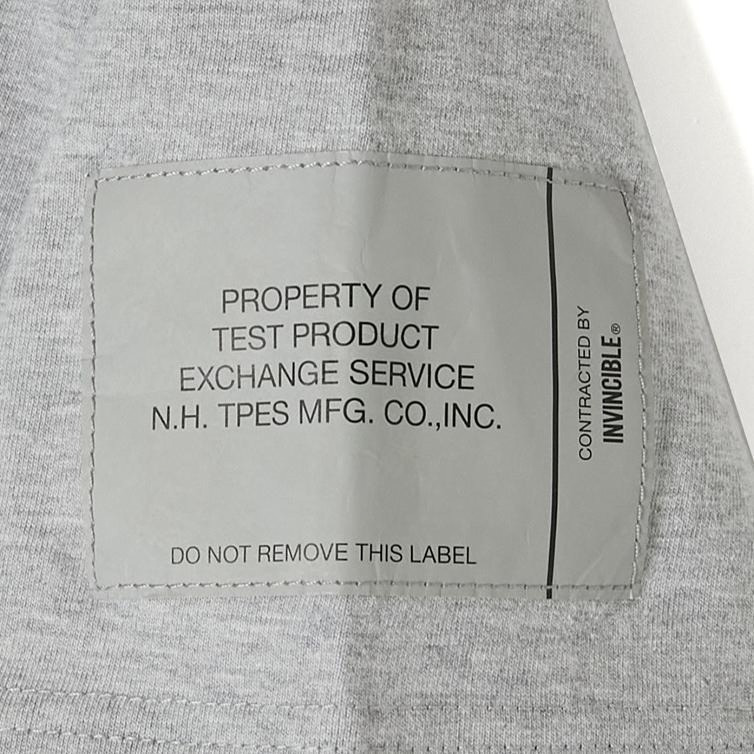 PROPERTY OF
TEST PRODUCT
EXCHANGE SERVICE
N.H. TPES MFG. CO.,INC.
DO NOT REMOVE THIS LABEL
CONTRACTED BY
INVINCIBLE®